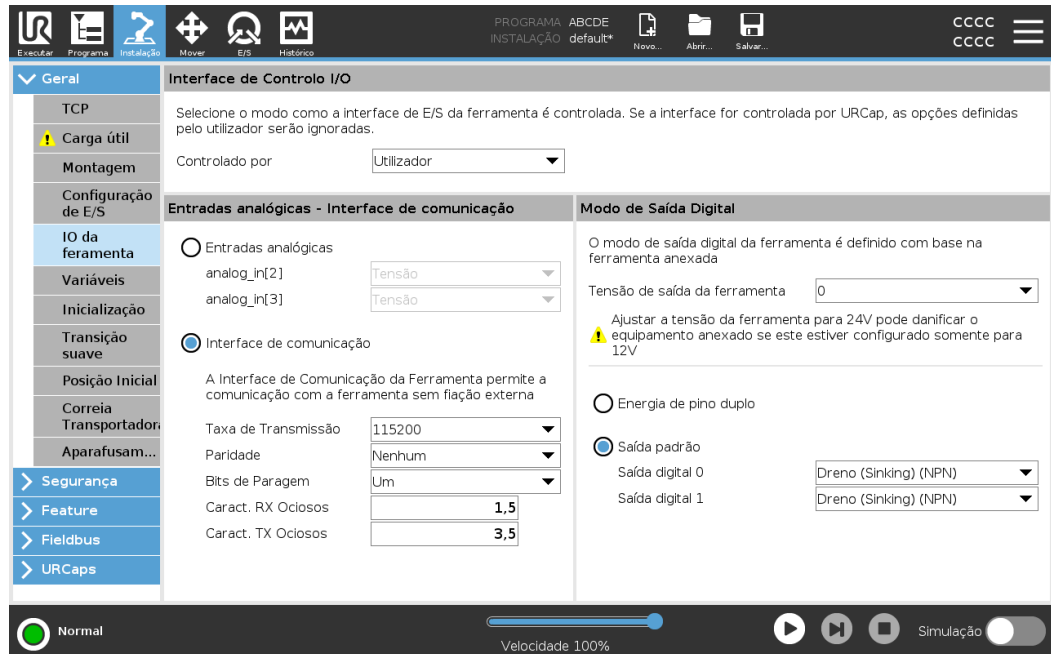 PROGRAMA ABCDE
INSTALAÇÃO default*
CCCC
CCCC
Executar
Programa
Instalação
Mover
E/S
Histórico
Novo...
Abrir...
Salvar...
Geral
TCP
Carga útil
Montagem
Configuração
de E/S
IO da
feramenta
Variáveis
Inicialização
Transição
suave
Posição Inicial
Correia
Transportador
Aparafusam...
Segurança
Feature
Fieldbus
URCaps
Interface de Controlo I/O
Selecione o modo como a interface de E/S da ferramenta é controlada. Se a interface for controlada por URCap, as opções definidas
pelo utilizador serão ignoradas.
Controlado por
Utilizador
Entradas analógicas - Interface de comunicação
Entradas analógicas
analog_in[2] Tensão
analog_in[3] Tensão
Interface de comunicação
A Interface de Comunicação da Ferramenta permite a
comunicação com a ferramenta sem fiação externa
Taxa de Transmissão 115200
Paridade Nenhum
Bits de Paragem Um
Caract. RX Ociosos 1,5
Caract. TX Ociosos 3,5
Modo de Saída Digital
O modo de saída digital da ferramenta é definido com base na
ferramenta anexada
Tensão de saída da ferramenta 0
Ajustar a tensão da ferramenta para 24V pode danificar o
equipamento anexado se este estiver configurado somente para
12V
Energia de pino duplo
Saída padrão
Saída digital 0 Dreno (Sinking) (NPN)
Saída digital 1 Dreno (Sinking) (NPN)
Normal
Velocidade 100%
Simulação